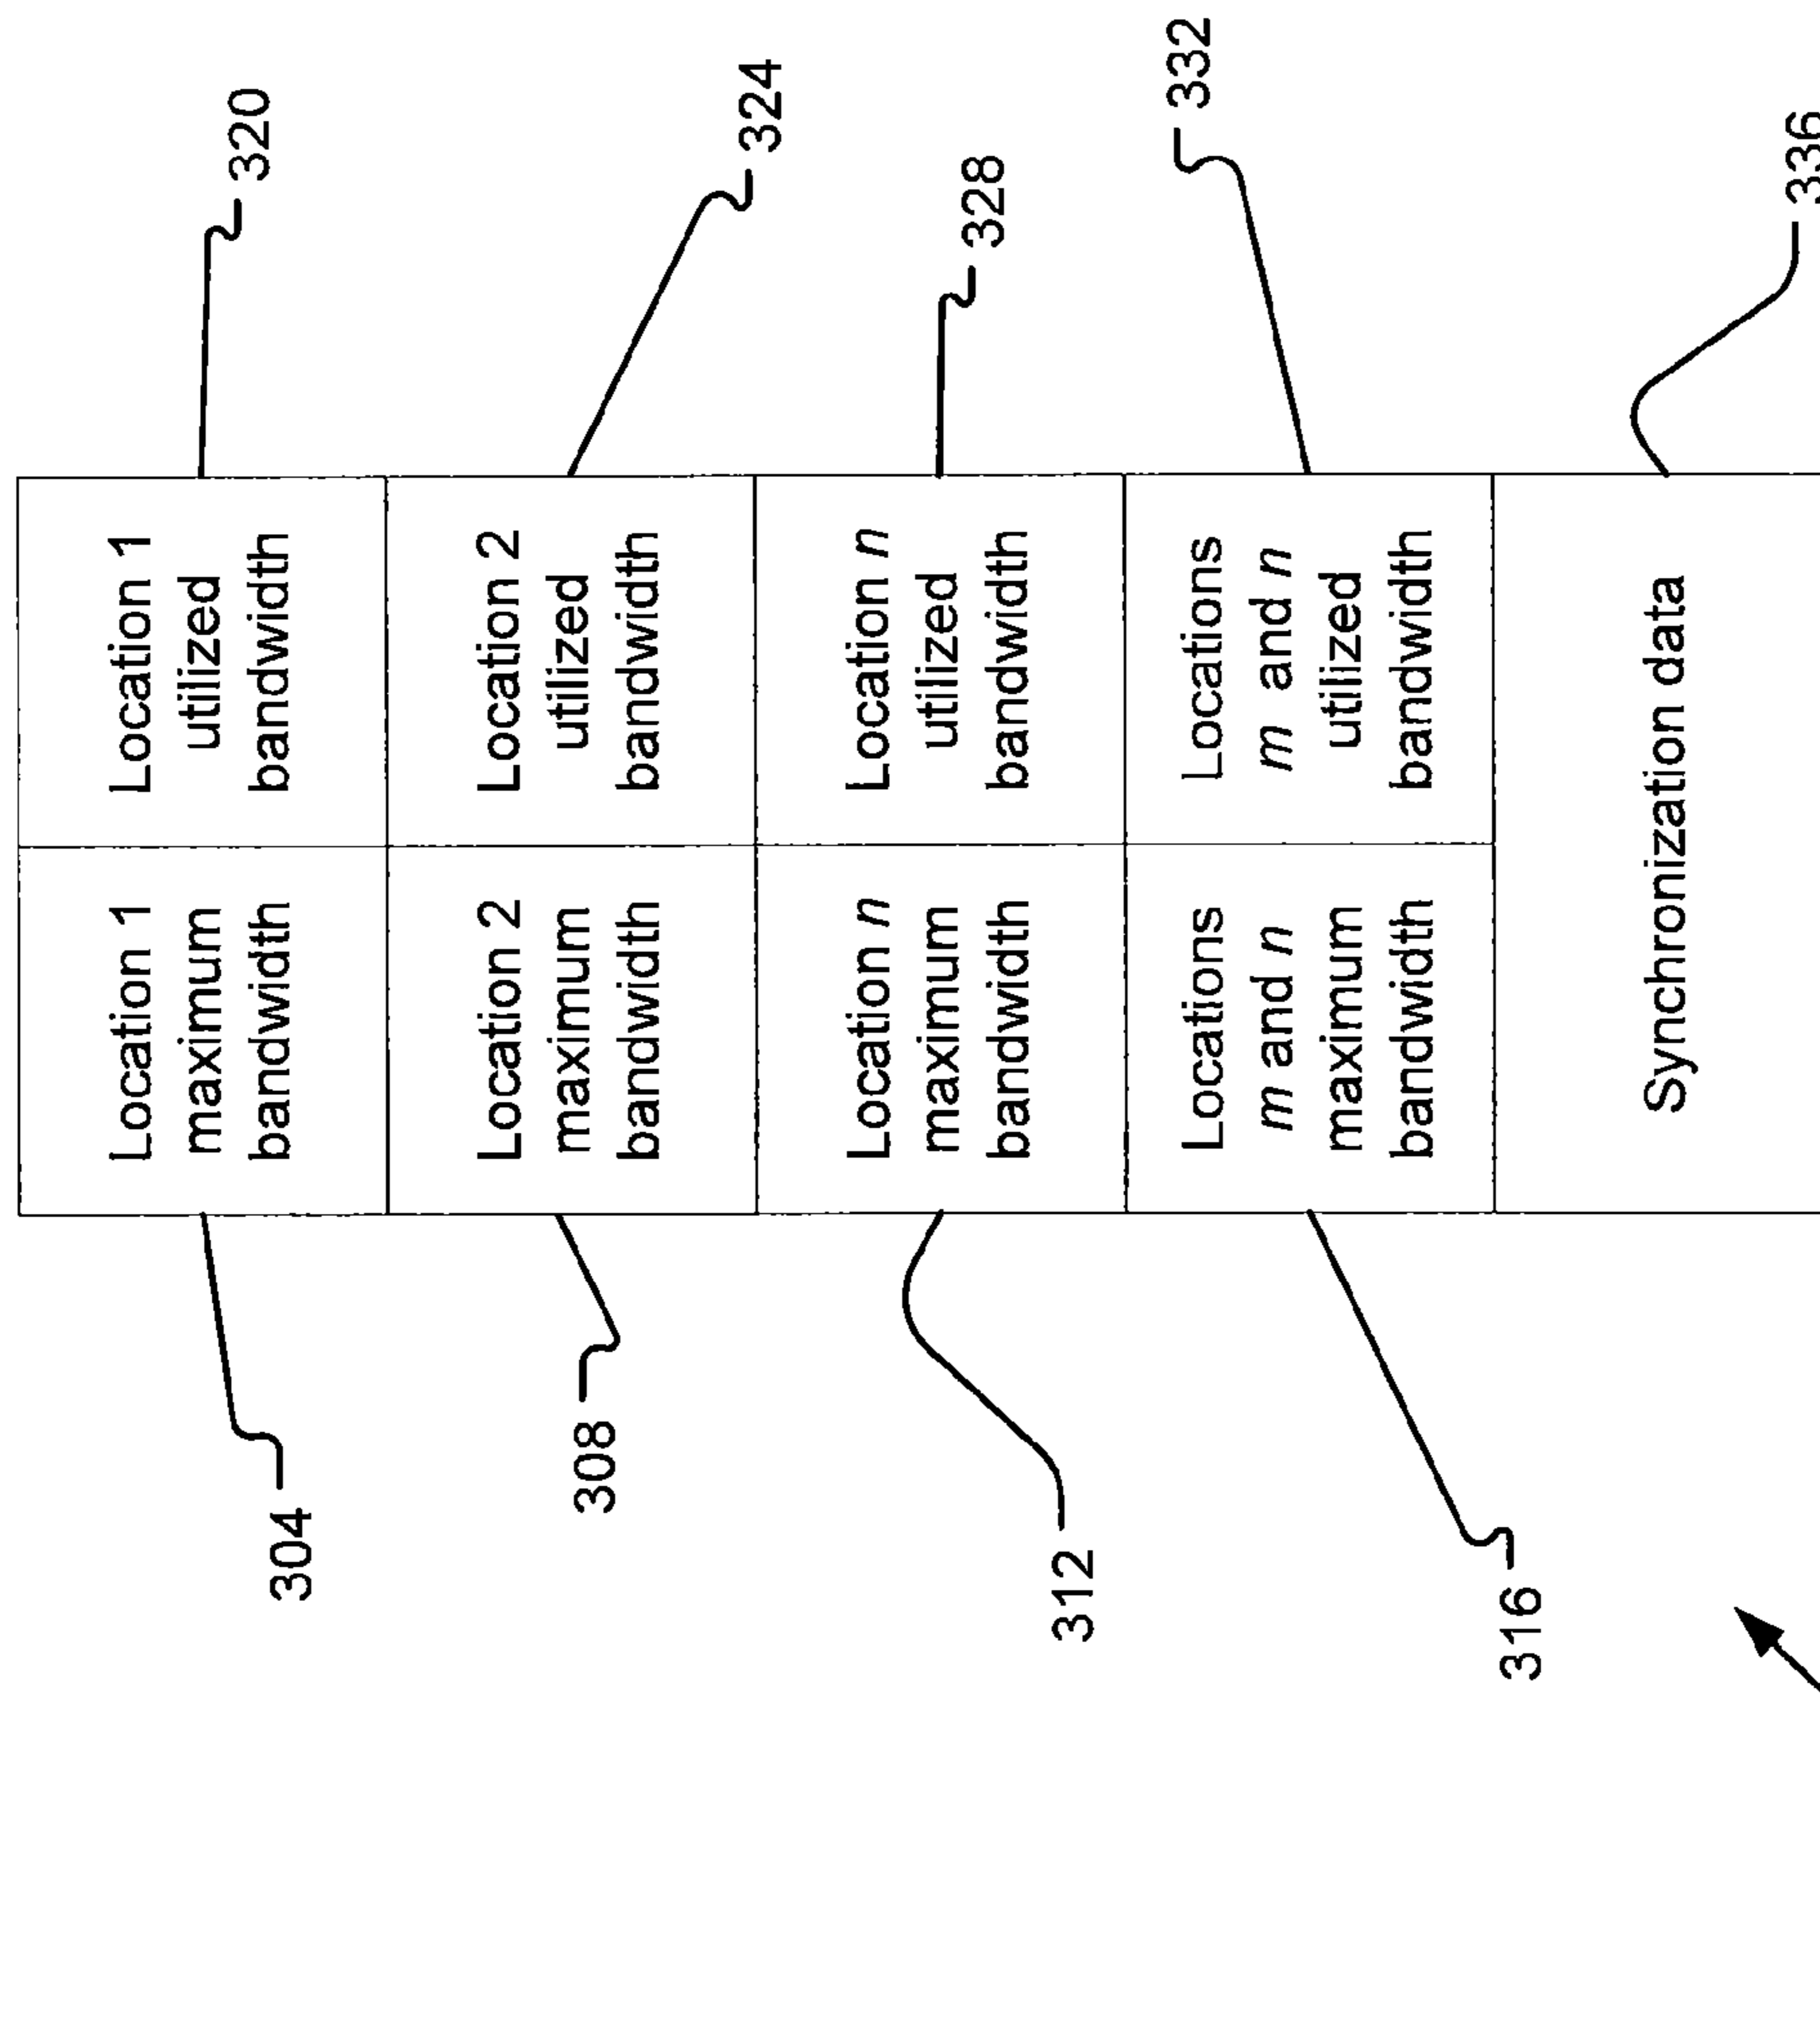 Location 1
maximum
bandwidth
Location 1
utilized
bandwidth
320
304
Location 2
maximum
bandwidth
Location 2
utilized
bandwidth
324
308
Location n
maximum
bandwidth
Location n
utilized
bandwidth
328
312
Locations
m and n
maximum
bandwidth
Locations
m and n
utilized
bandwidth
332
316
Synchronization data
336